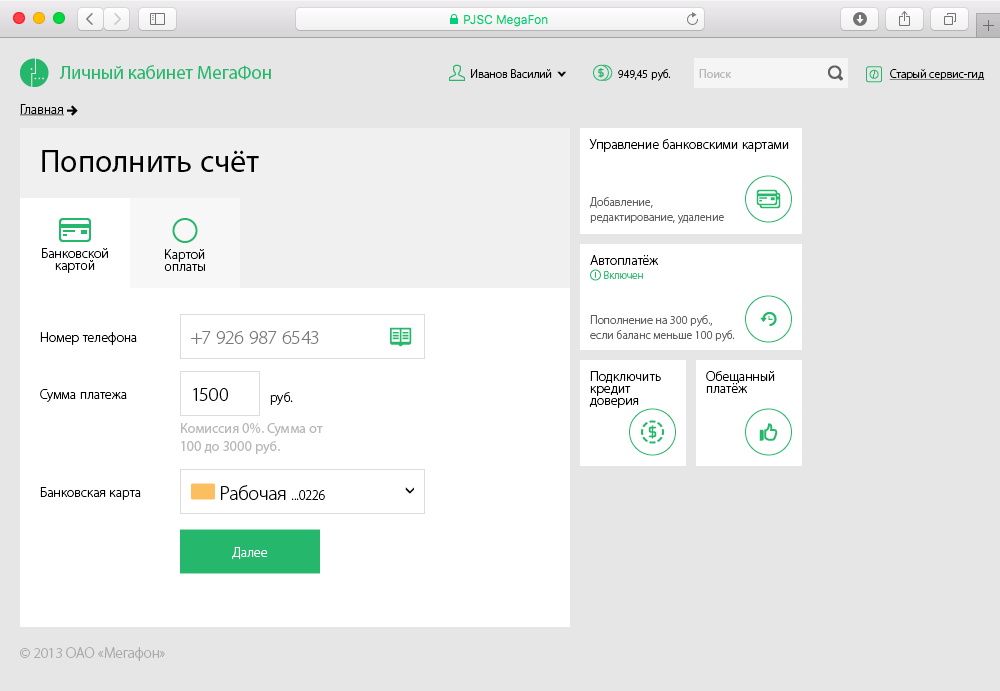 PJSC MegaFon
Личный кабинет МегаФон
Иванов Василий
949,45 руб.
Поиск
Старый сервис-гид
Главная
Пополнить счёт
Банковской
картой
Картой
оплаты
Номер телефона
+7 926 987 6543
Сумма платежа
1500 руб.
Комиссия 0%. Сумма от
100 до 3000 руб.
Банковская карта
Рабочая ...0226
Далее
Управление банковскими картами
Добавление,
редактирование, удаление
Автоплатёж
Включен
Пополнение на 300 руб.,
если баланс меньше 100 руб.
Подключить
кредит
доверия
Обещанный
платёж
© 2013 ОАО «Мегафон»